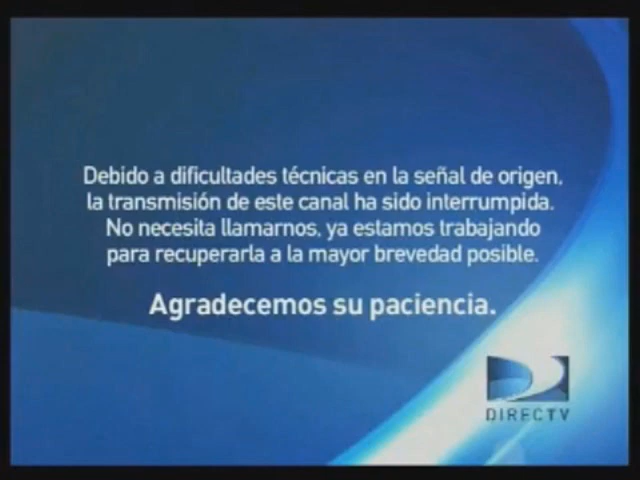 Debido a dificultades técnicas en la señal de origen,
la transmisión de este canal ha sido interrumpida.
No necesita llamarnos, ya estamos trabajando
para recuperarla a la mayor brevedad posible.
Agradecemos su paciencia.
DIRECTV